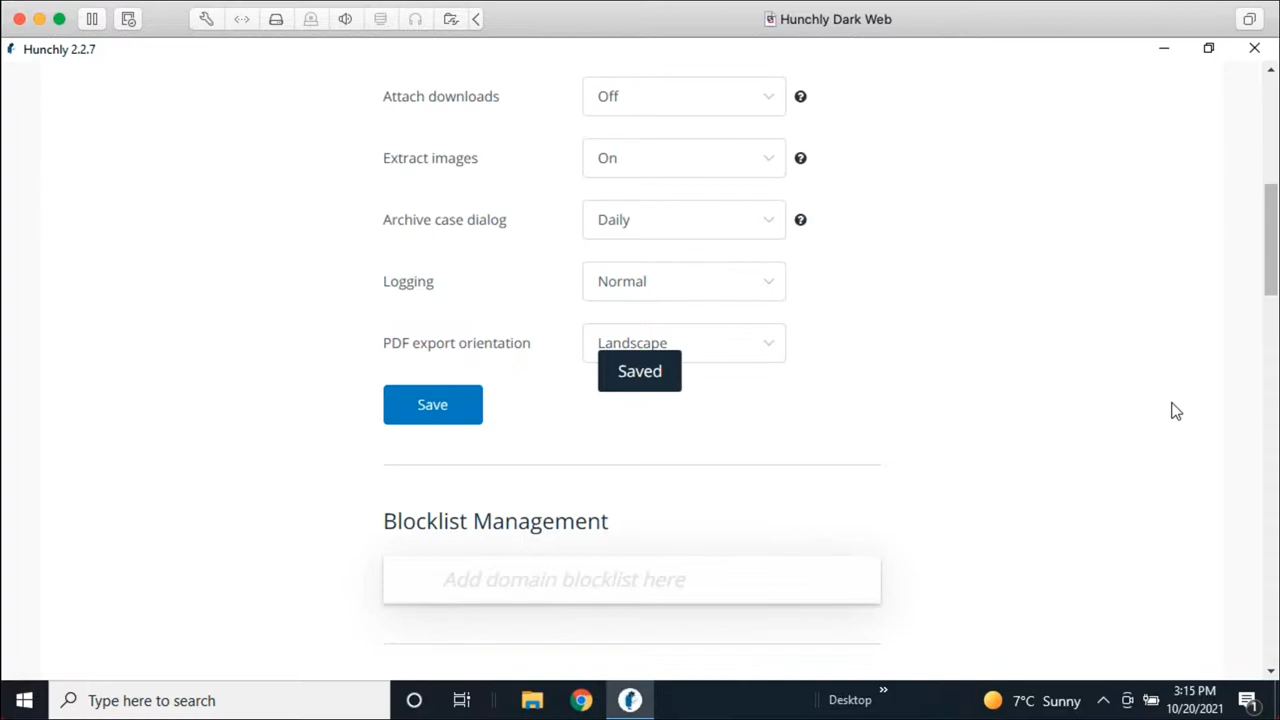 Hunchly Dark Web
Hunchly 2.2.7
Attach downloads Off
Extract images On
Archive case dialog Daily
Logging Normal
PDF export orientation Landscape
Saved
Save
Blocklist Management
Add domain blocklist here
Type here to search
Desktop
7°C Sunny
3:15 PM
10/20/2021
1